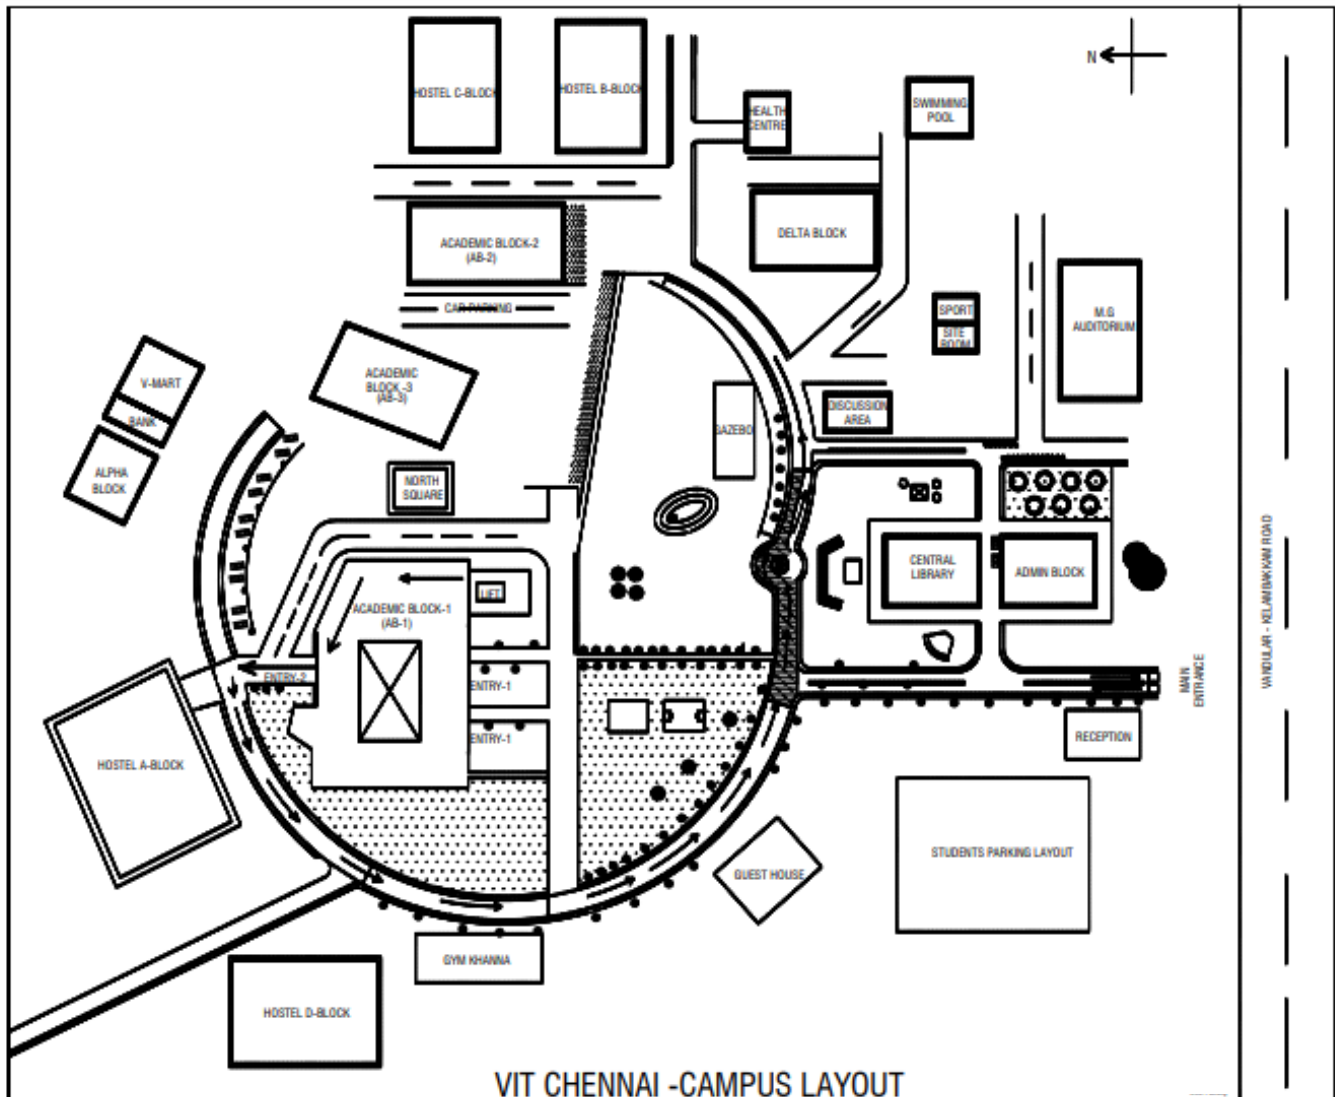 N
HOSTEL C-BLOCK
HOSTEL B-BLOCK
HEALTH
CENTRE
SWIMMING
POOL
ACADEMIC BLOCK-2
(AB-2)
DELTA BLOCK
CAR PARKING
SPORT
SITE
ROOM
M.G
AUDITORIUM
V-MART
BANK
ALPHA
BLOCK
ACADEMIC
BLOCK -3
(AB-3)
GAZEBO
DISCUSSION
AREA
NORTH
SQUARE
CENTRAL
LIBRARY
ADMIN BLOCK
LIFT
ACADEMIC BLOCK-1
(AB-1)
ENTRY-2
ENTRY-1
ENTRY-1
MAIN
ENTRANCE
VANDULAR - KELAMBAKKAM ROAD
RECEPTION
HOSTEL A-BLOCK
GUEST HOUSE
STUDENTS PARKING LAYOUT
GYM KHANNA
HOSTEL D-BLOCK
VIT CHENNAI -CAMPUS LAYOUT